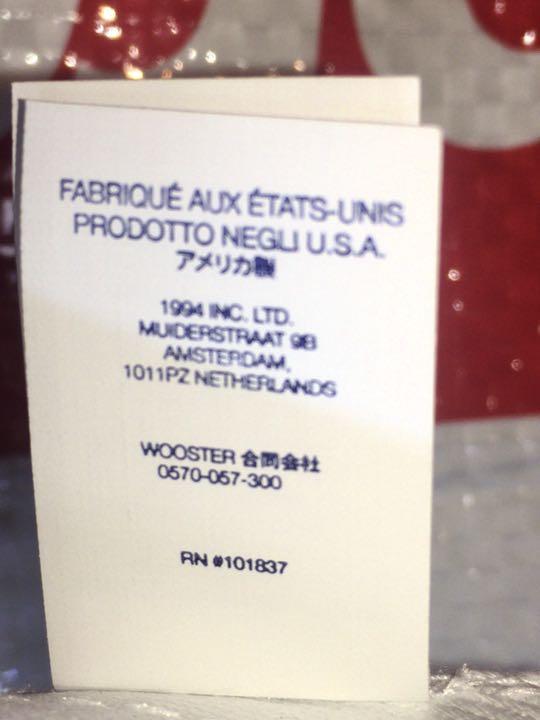 FABRIQUÉ AUX ÉTATS-UNIS
PRODOTTO NEGLI U.S.A.
アメリカ製
1994 INC. LTD.
MUIDERSTRAAT 9B
AMSTERDAM,
1011PZ NETHERLANDS
WOOSTER 合同会社
0570-057-300
RN #101837